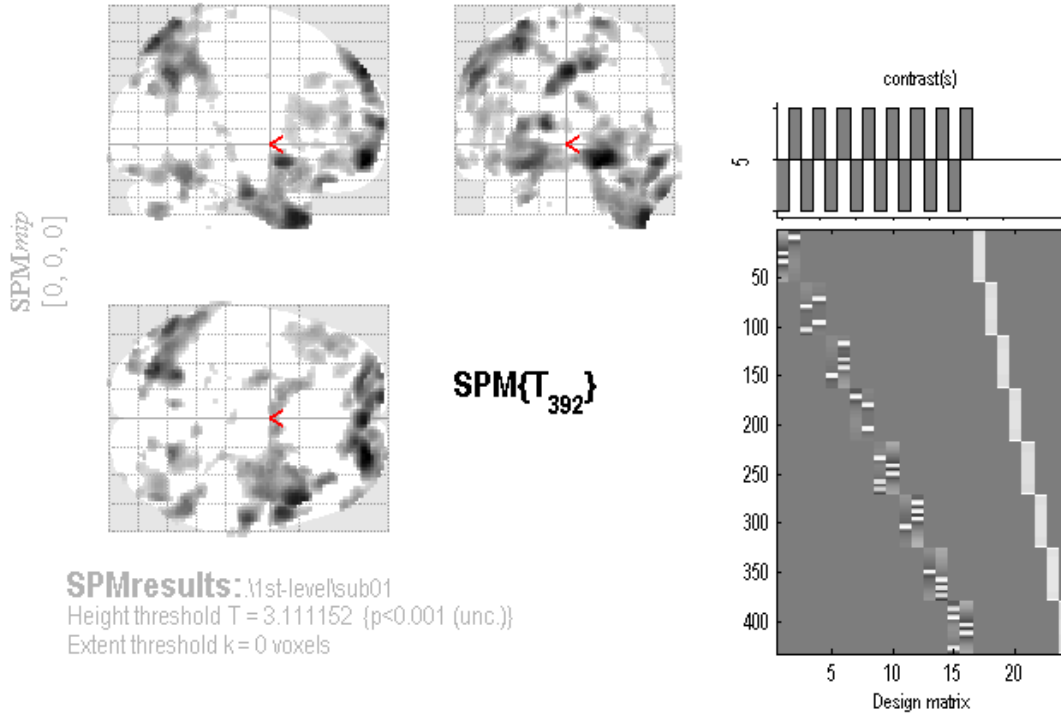 SPMmip
[0, 0, 0]
SPM{T392}
SPMresults: .\1st-level\sub01
Height threshold T = 3.111152 {p<0.001 (unc.)}
Extent threshold k = 0 voxels
contrast(s)
5
50
100
150
200
250
300
350
400
5 10 15 20
Design matrix